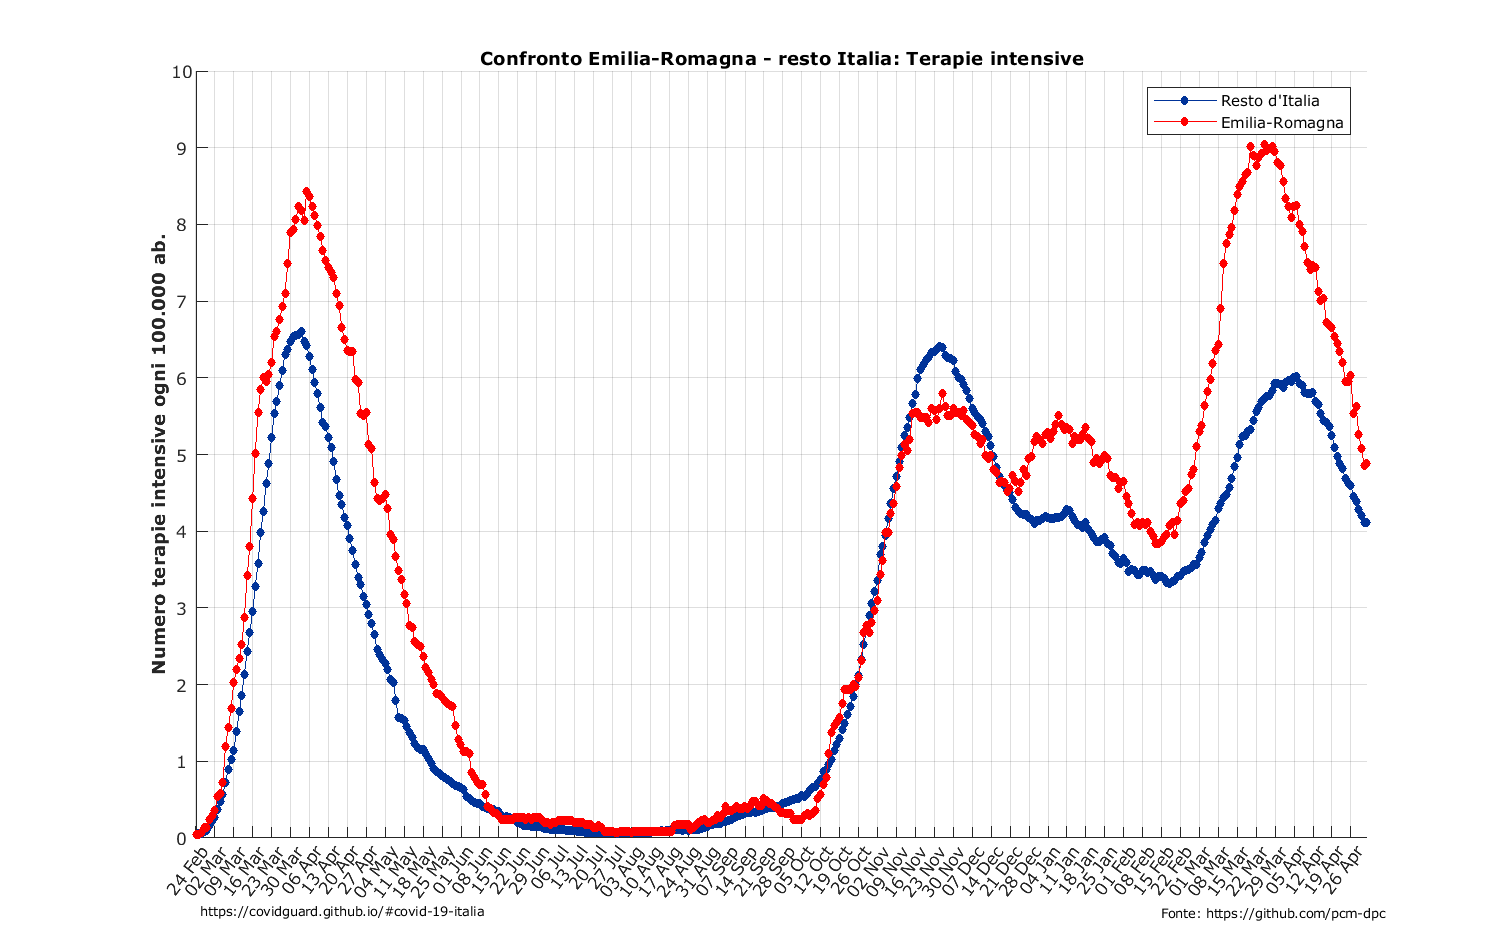 Confronto Emilia-Romagna - resto Italia: Terapie intensive
Resto d'Italia
Emilia-Romagna
Numero terapie intensive ogni 100.000 ab.
10
9
8
7
6
5
4
3
2
1
0
24 Feb
02 Mar
09 Mar
16 Mar
23 Mar
30 Mar
06 Apr
13 Apr
20 Apr
27 Apr
04 May
11 May
18 May
25 May
01 Jun
08 Jun
15 Jun
22 Jun
29 Jun
06 Jul
13 Jul
20 Jul
27 Jul
03 Aug
10 Aug
17 Aug
24 Aug
31 Aug
07 Sep
14 Sep
21 Sep
28 Sep
05 Oct
12 Oct
19 Oct
26 Oct
02 Nov
09 Nov
16 Nov
23 Nov
30 Nov
07 Dec
14 Dec
21 Dec
28 Dec
04 Jan
11 Jan
18 Jan
25 Jan
01 Feb
08 Feb
15 Feb
22 Feb
01 Mar
08 Mar
15 Mar
22 Mar
29 Mar
05 Apr
12 Apr
19 Apr
26 Apr
https://covidguard.github.io/#covid-19-italia
Fonte: https://github.com/pcm-dpc